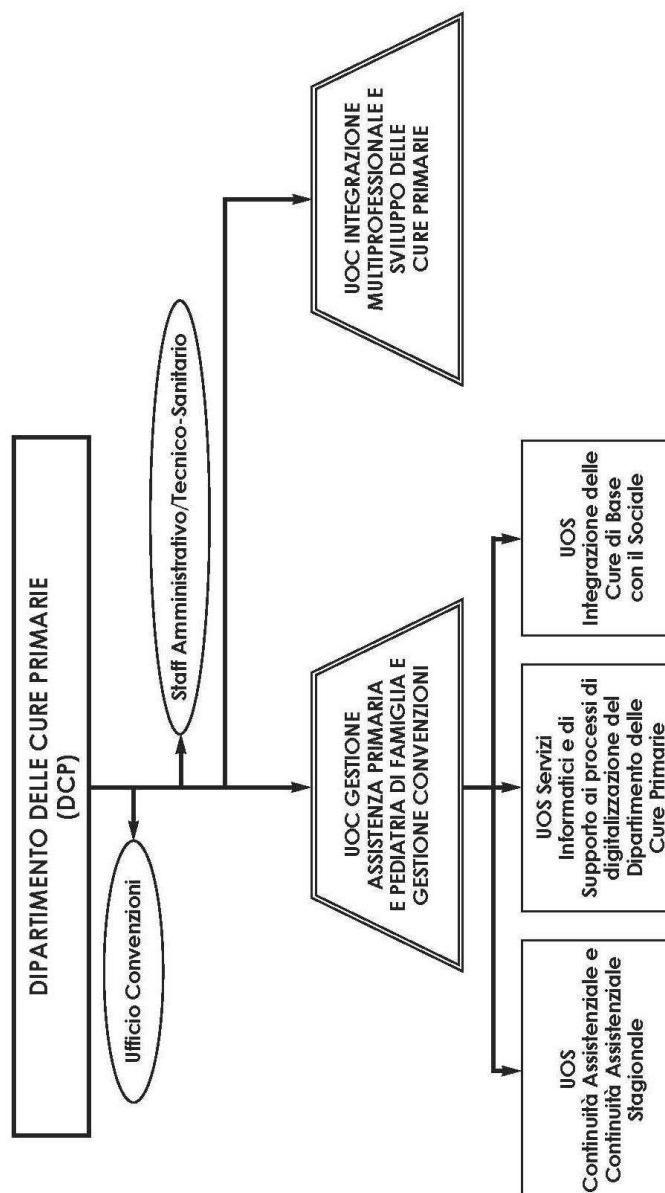 DIPARTIMENTO DELLE CURE PRIMARIE
(DCP)
Ufficio Convenzioni
Staff Amministrativo/Tecnico-Sanitario
UOC GESTIONE
ASSISTENZA PRIMARIA
E PEDIATRIA DI FAMIGLIA E
GESTIONE CONVENZIONI
UOC INTEGRAZIONE
MULTIPROFESSIONALE E
SVILUPPO DELLE
CURE PRIMARIE
UOS
Continuità Assistenziale e
Continuità Assistenziale
Stagionale
UOS Servizi
Informatici e di
Supporto ai processi di
digitalizzazione del
Dipartimento delle
Cure Primarie
UOS
Integrazione delle
Cure di Base
con il Sociale